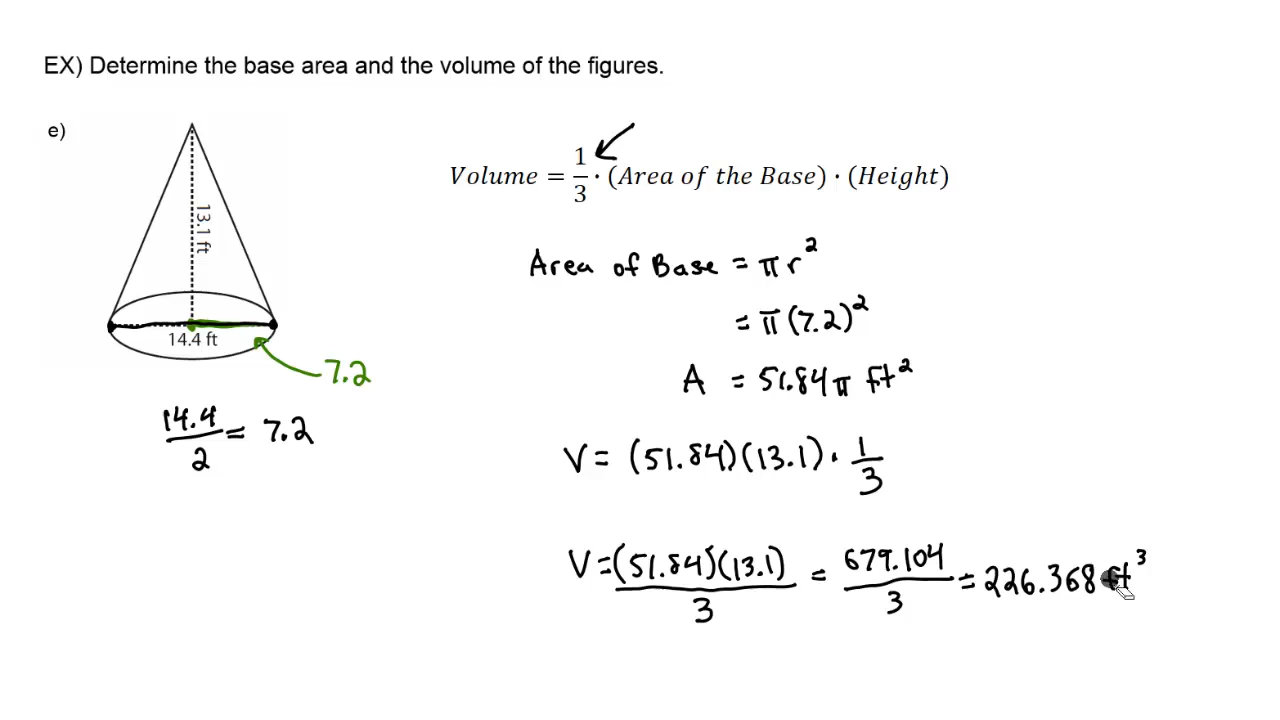 EX) Determine the base area and the volume of the figures.
e)
13.1 ft
14.4 ft
7.2
14.4/2 = 7.2
Volume = 1/3 · (Area of the Base) · (Height)
Area of Base = πr²
= π(7.2)²
A = 51.84π ft²
V = (51.84)(13.1) · 1/3
V = (51.84)(13.1)/3 = 679.104/3 = 226.368 ft³